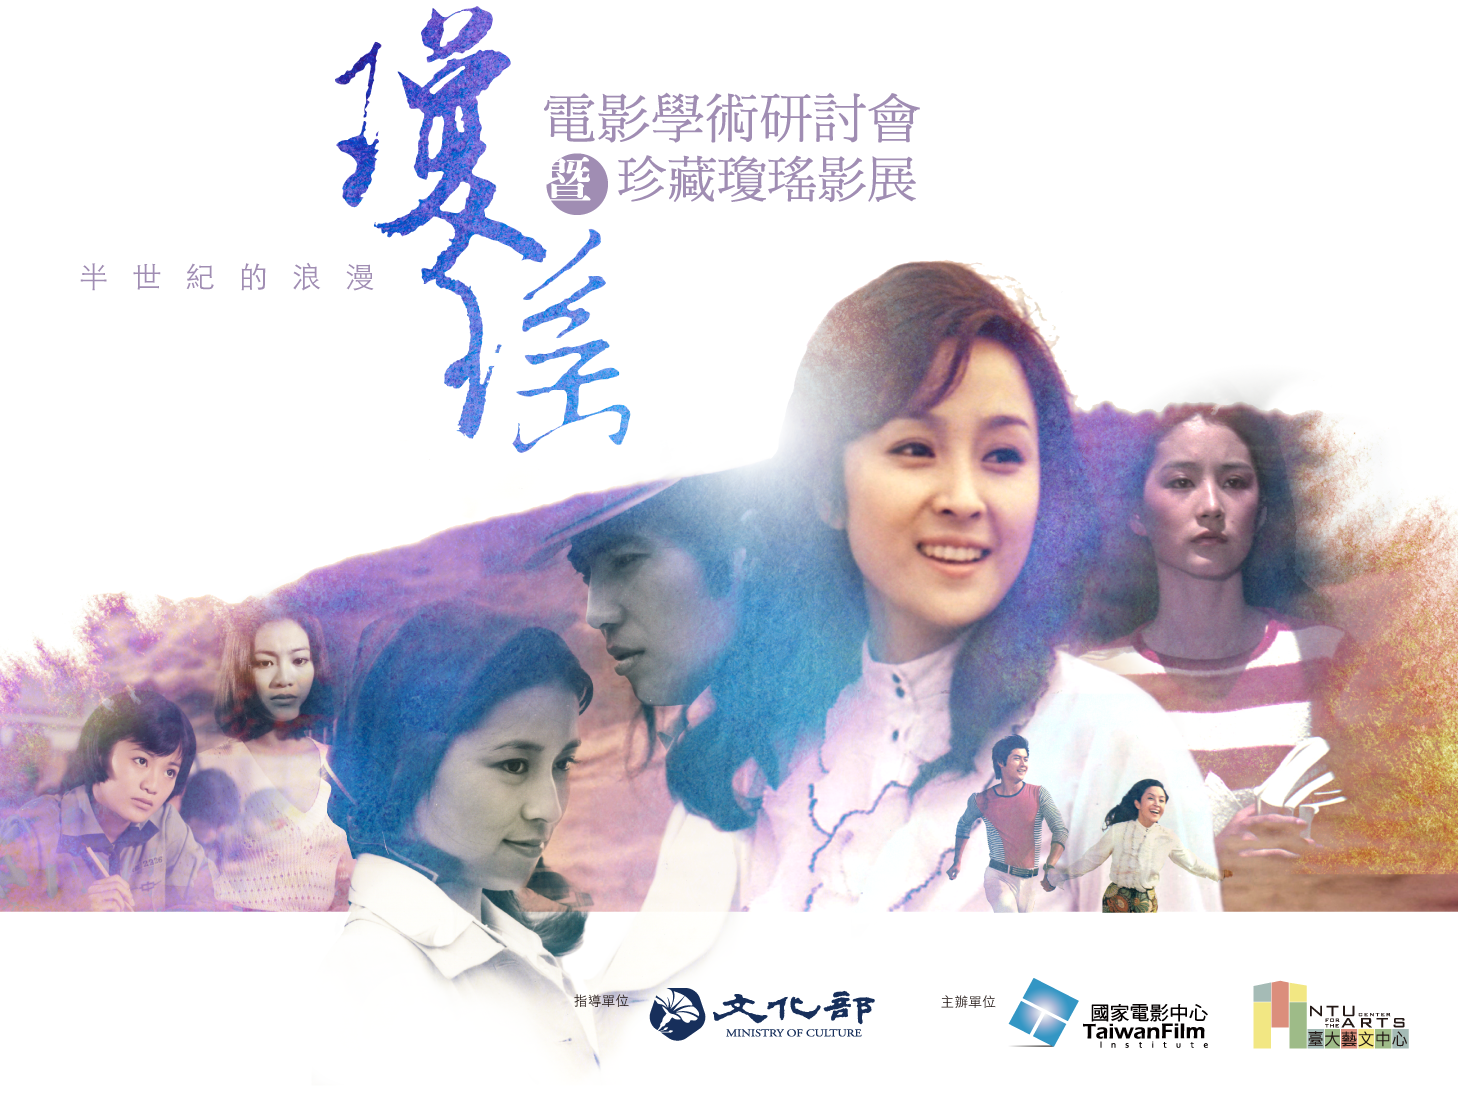 瓊瑤
電影學術研討會
暨 珍藏瓊瑤影展
半世紀的浪漫
2226
指導單位
文化部
MINISTRY OF CULTURE
主辦單位
國家電影中心
TaiwanFilm
Institute
NTU CENTER
FOR THE ARTS
臺大藝文中心